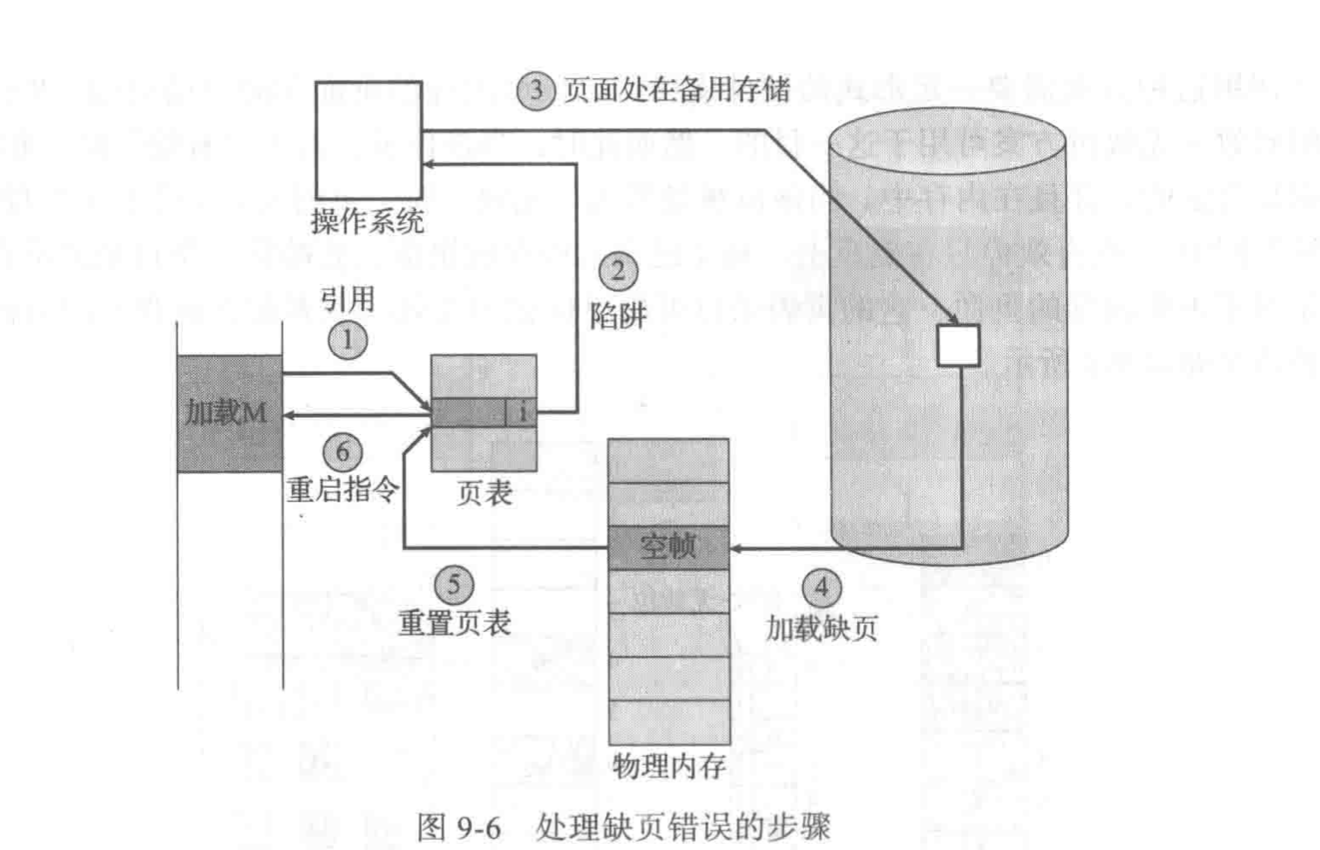 ③ 页面处在备用存储
操作系统
② 陷阱
引用
①
加载M
i
⑥
重启指令
页表
空帧
⑤
重置页表
④
加载缺页
物理内存
图 9-6 处理缺页错误的步骤